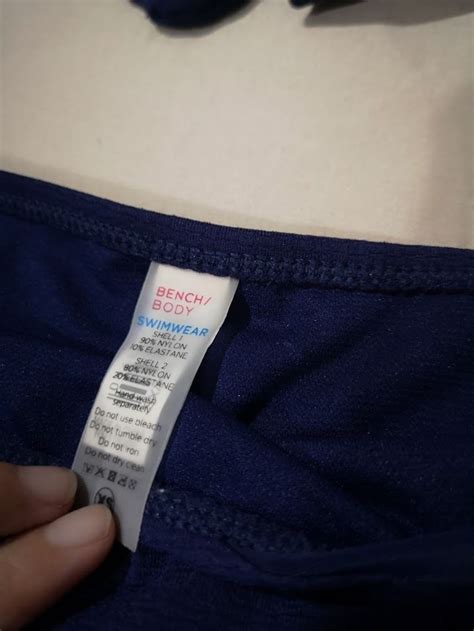 BENCH/
BODY
SWIMWEAR
SHELL 1
90% NYLON
10% ELASTANE
SHELL 2
80% NYLON
20% ELASTANE
Hand wash
separately
Do not use bleach
Do not tumble dry
Do not iron
Do not dry clean